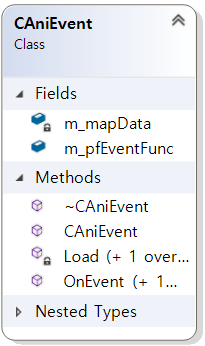 CAniEvent
Class
Fields
m_mapData
m_pfEventFunc
Methods
~CAniEvent
CAniEvent
Load (+ 1 over...
OnEvent (+ 1...
Nested Types